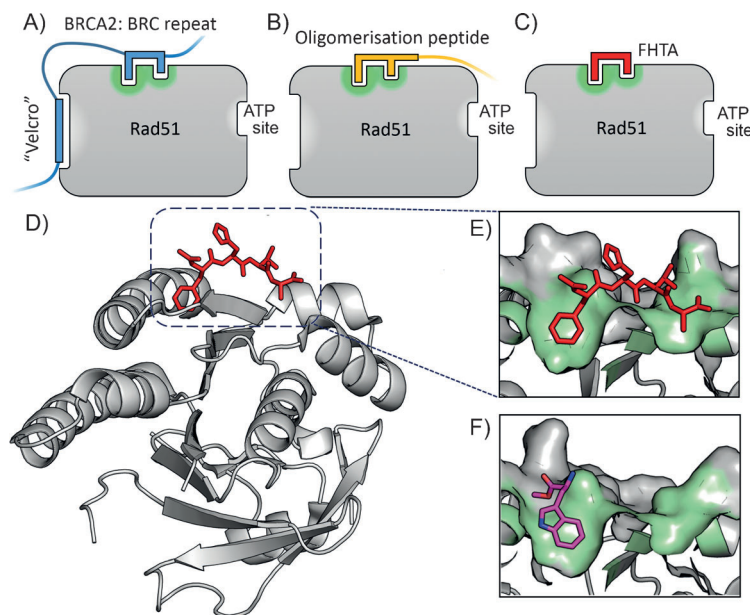 A)
BRCA2: BRC repeat
"Velcro"
Rad51
ATP
site
B)
Oligomerisation peptide
Rad51
ATP
site
C)
FHTA
Rad51
ATP
site
D)
E)
F)